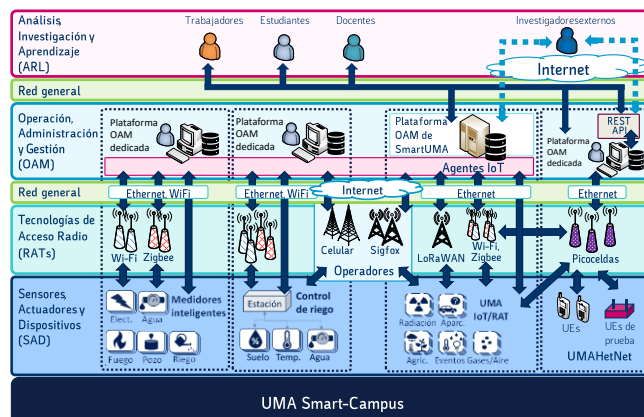 Análisis,
Investigación y
Aprendizaje
(ARL)
Trabajadores
Estudiantes
Docentes
Investigadoresexternos
Internet
Red general
Operación,
Administración
y Gestión
(OAM)
Plataforma
OAM
dedicada
Plataforma
OAM
dedicada
Plataforma
OAM de
SmartUMA
Agentes IoT
Plataforma
OAM
dedicada
REST
API
Red general
Ethernet, WiFi
Ethernet WiFi
Internet
Ethernet
Ethernet
Tecnologías de
Acceso Radio
(RATs)
Wi-Fi
Zigbee
Celular
Sigfox
Operadores
LoRaWAN
Wi-Fi,
Zigbee
Picoceldas
Sensores,
Actuadores y
Dispositivos
(SAD)
Elect.
Agua
Medidores
inteligentes
Fuego
Pozo
Riego
Estación
Control
de riego
Suelo
Temp.
Agua
Radiación
Aparc.
UMA
IoT/RAT
Agric.
Eventos
Gases/Aire
UEs
UEs de
prueba
UMAHetNet
UMA Smart-Campus